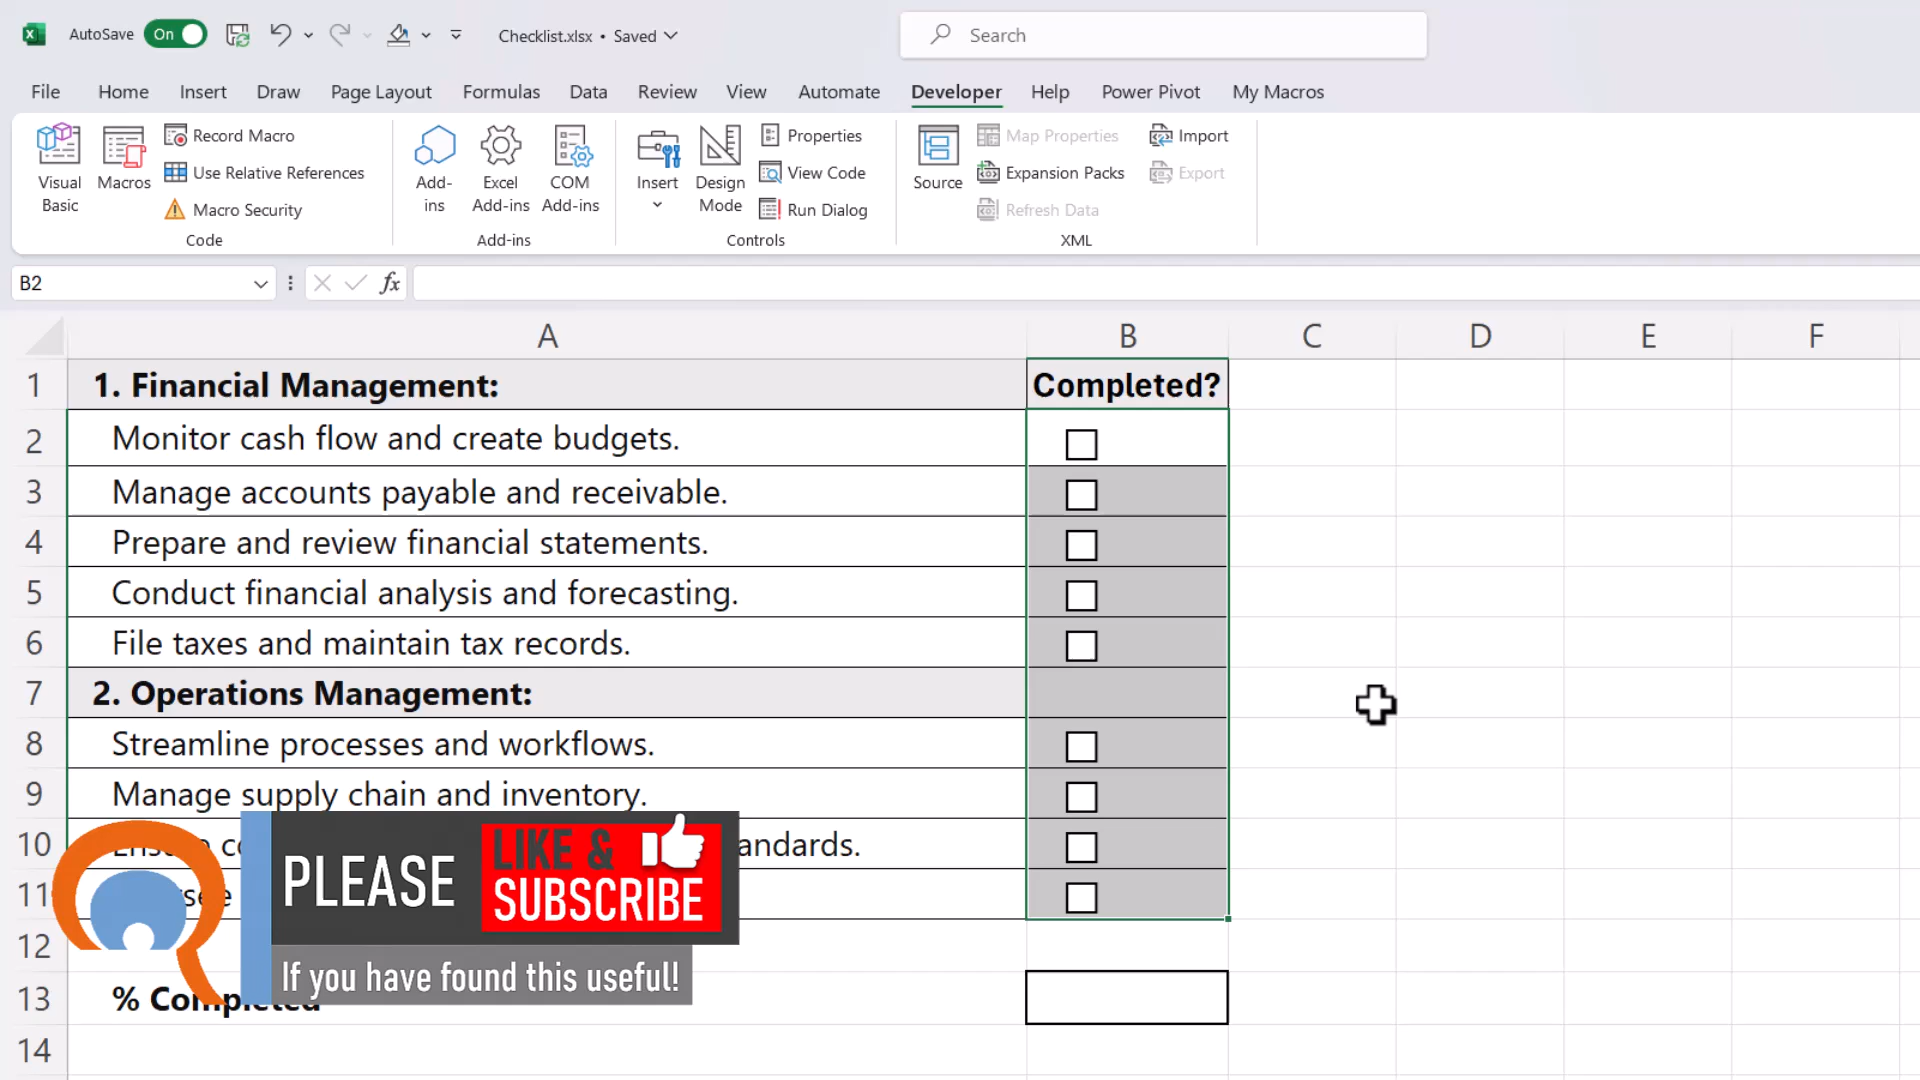 AutoSave On Checklist.xlsx • Saved Search
File Home Insert Draw Page Layout Formulas Data Review View Automate Developer Help Power Pivot My Macros
Visual Basic
Macros
Record Macro
Use Relative References
Macro Security
Code
Add-ins
Excel Add-ins
COM Add-ins
Add-ins
Insert
Design Mode
Properties
View Code
Run Dialog
Controls
Source
Map Properties
Expansion Packs
Refresh Data
Import
Export
XML
B2 fx
A B C D E F
1 1. Financial Management: Completed?
2 Monitor cash flow and create budgets.
3 Manage accounts payable and receivable.
4 Prepare and review financial statements.
5 Conduct financial analysis and forecasting.
6 File taxes and maintain tax records.
7 2. Operations Management:
8 Streamline processes and workflows.
9 Manage supply chain and inventory.
10 andards.
11
12
13 % Completed
14
PLEASE LIKE & SUBSCRIBE
If you have found this useful!